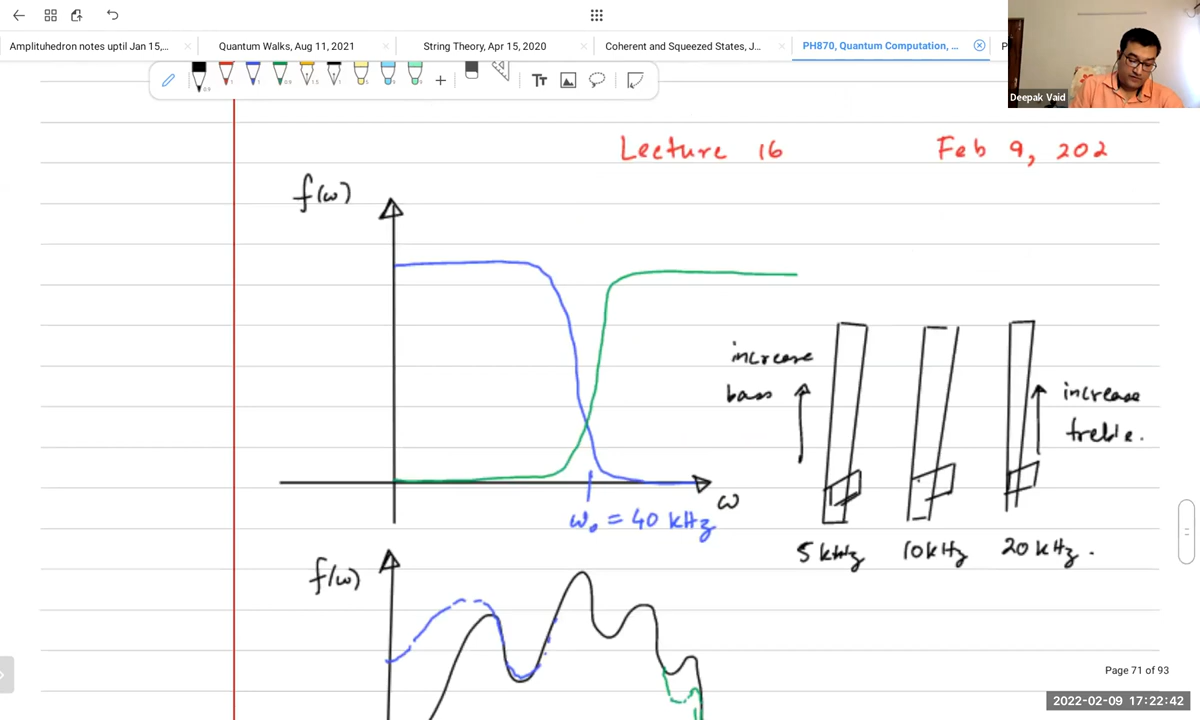 Amplituhedron notes uptil Jan 15,...
Quantum Walks, Aug 11, 2021
String Theory, Apr 15, 2020
Coherent and Squeezed States, J...
PH870, Quantum Computation, ...
P
Deepak Vaid
Tt
Lecture 16 Feb 9, 202
f(ω)
increase
bass
increase
treble.
ω
ω₀ = 40 kHz
5 kHz 10 kHz 20 kHz.
f(ω)
Page 71 of 93
2022-02-09 17:22:42